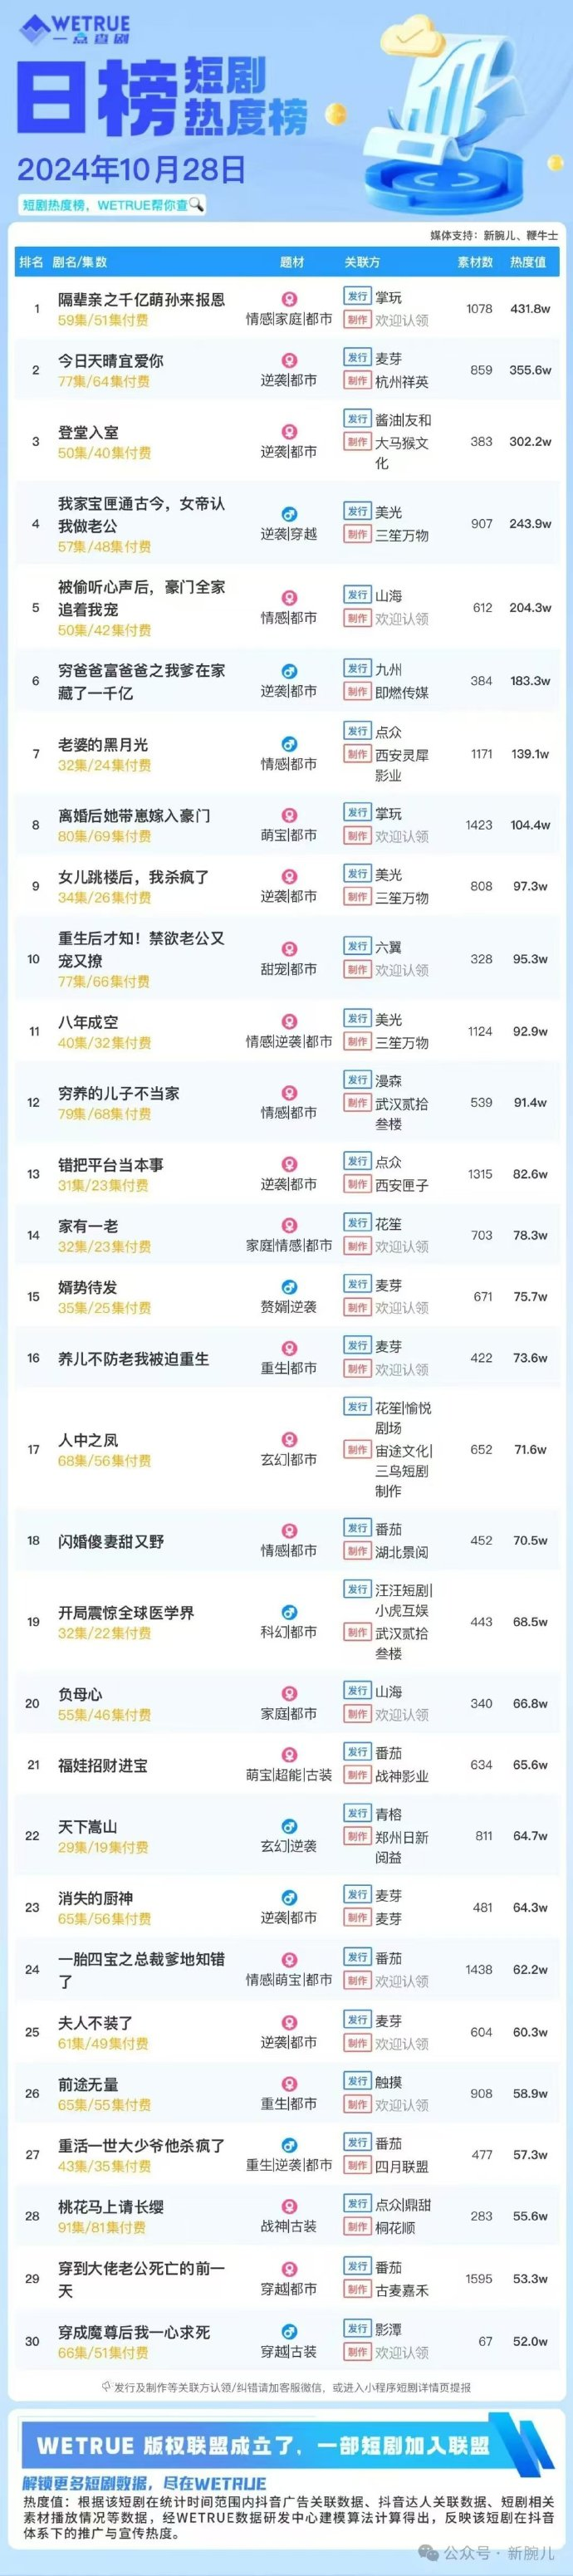 WETRUE
一点查剧
日榜 短剧热度榜
2024年10月28日
短剧热度榜，WETRUE帮你查
媒体支持：新腕儿、鞭牛士
排名 剧名/集数 题材 关联方 素材数 热度值
1 隔辈亲之千亿萌孙来报恩 59集/51集付费 情感|家庭|都市 发行 掌玩 制作 欢迎认领 1078 431.8w
2 今日天晴宜爱你 77集/64集付费 逆袭|都市 发行 麦芽 制作 杭州祥英 859 355.6w
3 登堂入室 50集/40集付费 逆袭|都市 发行 酱油|友和 制作 大马猴文化 383 302.2w
4 我家宝匣通古今，女帝认我做老公 57集/48集付费 逆袭|穿越 发行 美光 制作 三笙万物 907 243.9w
5 被偷听心声后，豪门全家追着我宠 50集/42集付费 情感|都市 发行 山海 制作 欢迎认领 612 204.3w
6 穷爸爸富爸爸之我爹在家藏了一千亿 逆袭|都市 发行 九州 制作 即燃传媒 384 183.3w
7 老婆的黑月光 32集/24集付费 情感|都市 发行 点众 制作 西安灵犀影业 1171 139.1w
8 离婚后她带崽嫁入豪门 80集/69集付费 萌宝|都市 发行 掌玩 制作 欢迎认领 1423 104.4w
9 女儿跳楼后，我杀疯了 34集/26集付费 逆袭|都市 发行 美光 制作 三笙万物 808 97.3w
10 重生后才知！禁欲老公又宠又撩 77集/66集付费 甜宠|都市 发行 六翼 制作 欢迎认领 328 95.3w
11 八年成空 40集/32集付费 情感|逆袭|都市 发行 美光 制作 三笙万物 1124 92.9w
12 穷养的儿子不当家 79集/68集付费 情感|都市 发行 漫森 制作 武汉贰拾叁楼 539 91.4w
13 错把平台当本事 31集/23集付费 逆袭|都市 发行 点众 制作 西安匣子 1315 82.6w
14 家有一老 32集/23集付费 家庭|情感|都市 发行 花笙 制作 欢迎认领 703 78.3w
15 婿势待发 35集/25集付费 赘婿|逆袭 发行 麦芽 制作 欢迎认领 671 75.7w
16 养儿不防老我被迫重生 重生|都市 发行 麦芽 制作 欢迎认领 422 73.6w
17 人中之凤 68集/56集付费 玄幻|都市 发行 花笙|愉悦剧场 制作 宙途文化|三鸟短剧制作 652 71.6w
18 闪婚傻妻甜又野 情感|都市 发行 番茄 制作 湖北景阅 452 70.5w
19 开局震惊全球医学界 32集/22集付费 科幻|都市 发行 汪汪短剧|小虎互娱 制作 武汉贰拾叁楼 443 68.5w
20 负母心 55集/46集付费 家庭|都市 发行 山海 制作 欢迎认领 340 66.8w
21 福娃招财进宝 萌宝|超能|古装 发行 番茄 制作 战神影业 634 65.6w
22 天下嵩山 29集/19集付费 玄幻|逆袭 发行 青榕 制作 郑州日新阅益 811 64.7w
23 消失的厨神 65集/56集付费 逆袭|都市 发行 麦芽 制作 麦芽 481 64.3w
24 一胎四宝之总裁爹地知错了 情感|萌宝|都市 发行 番茄 制作 欢迎认领 1438 62.2w
25 夫人不装了 61集/49集付费 逆袭|都市 发行 麦芽 制作 欢迎认领 604 60.3w
26 前途无量 65集/55集付费 重生|都市 发行 触摸 制作 欢迎认领 908 58.9w
27 重活一世大少爷他杀疯了 43集/35集付费 重生|逆袭|都市 发行 番茄 制作 四月联盟 477 57.3w
28 桃花马上请长缨 91集/81集付费 战神|古装 发行 点众|鼎甜 制作 桐花顺 283 55.6w
29 穿到大佬老公死亡的前一天 穿越|都市 发行 番茄 制作 古麦嘉禾 1595 53.3w
30 穿成魔尊后我一心求死 66集/51集付费 穿越|古装 发行 影潭 制作 欢迎认领 67 52.0w
发行及制作等关联方认领/纠错请加客服微信，或进入小程序短剧详情页提报
WETRUE 版权联盟成立了，一部短剧加入联盟
解锁更多短剧数据，尽在WETRUE
热度值：根据该短剧在统计时间范围内抖音广告关联数据、抖音达人关联数据、短剧相关
素材播放情况等数据，经WETRUE数据研发中心建模算法计算得出，反映该短剧在抖音
体系下的推广与宣传热度。
公众号·新腕儿